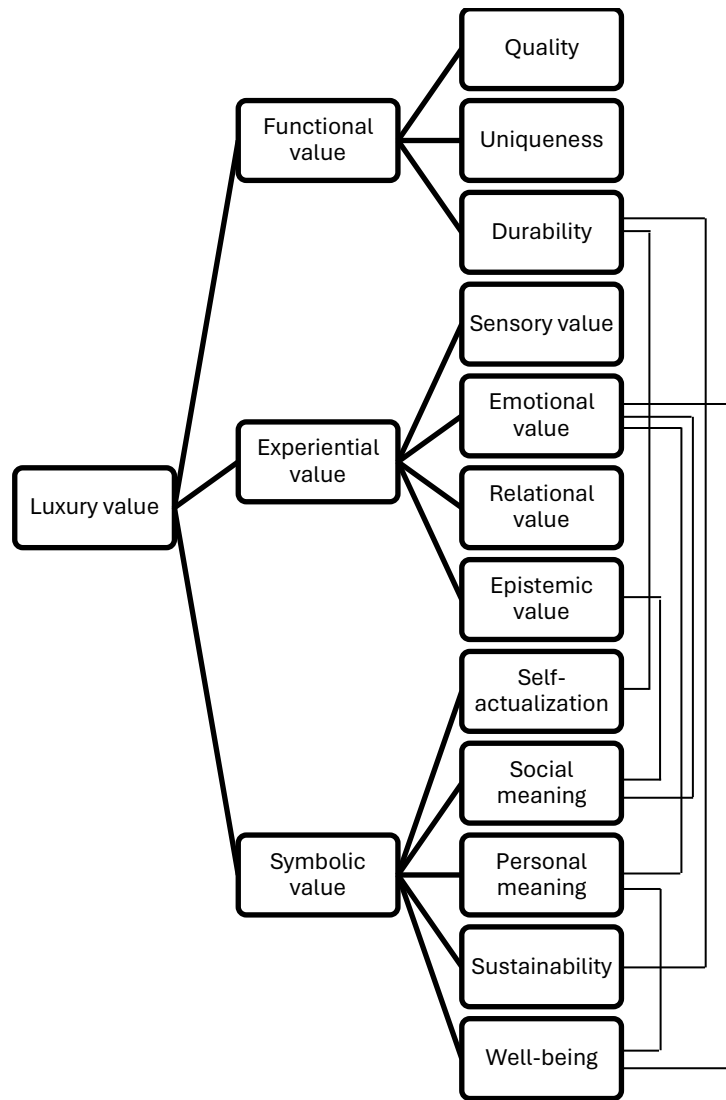 Quality
Functional
value
Uniqueness
Durability
Sensory value
Emotional
value
Experiential
value
Relational
value
Luxury value
Epistemic
value
Self-
actualization
Social
meaning
Symbolic
value
Personal
meaning
Sustainability
Well-being